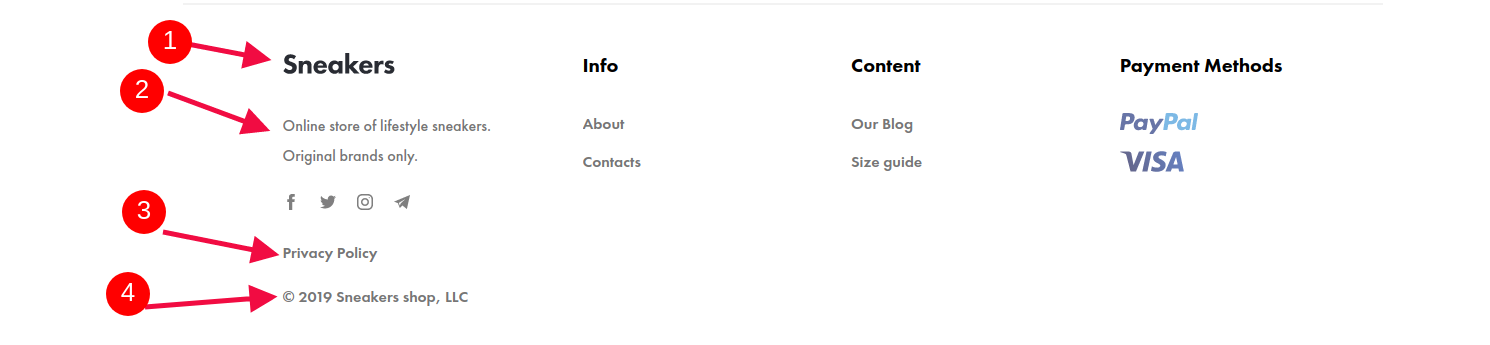 1
Sneakers
Info
Content
Payment Methods
2
Online store of lifestyle sneakers.
Original brands only.
About
Contacts
Our Blog
Size guide
PayPal
VISA
3
Privacy Policy
4
© 2019 Sneakers shop, LLC